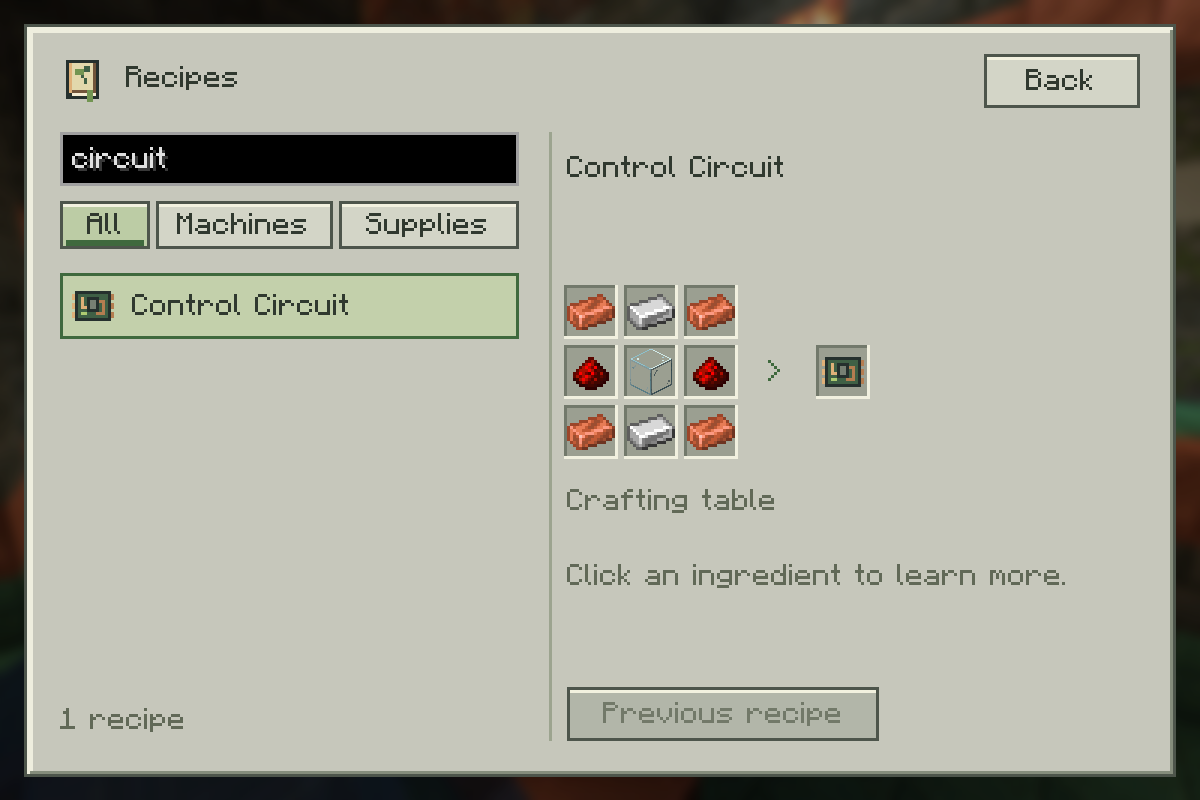 Recipes
Back
circuit
All
Machines
Supplies
Control Circuit
Control Circuit
Crafting table
Click an ingredient to learn more.
1 recipe
Previous recipe